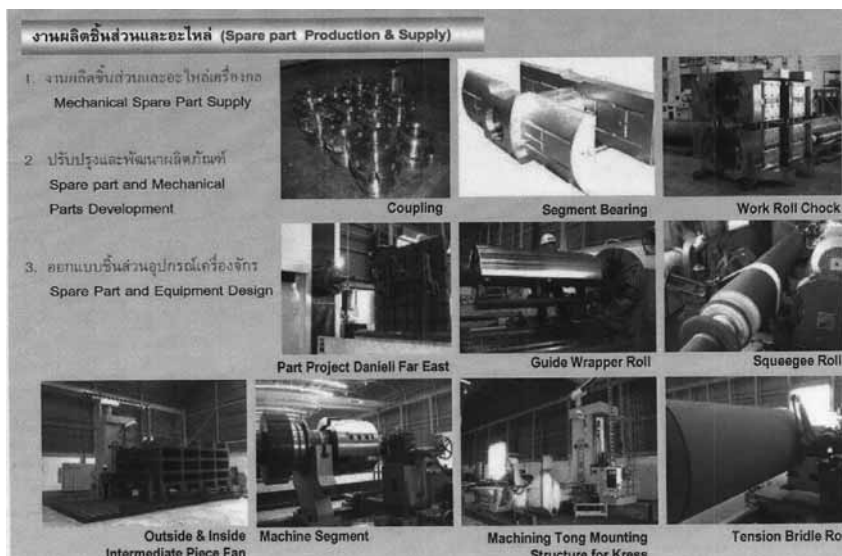 งานผลิตชิ้นส่วนและอะไหล่ (Spare part Production & Supply)
1. งานผลิตชิ้นส่วนและอะไหล่เครื่องกล
Mechanical Spare Part Supply
2 ปรับปรุงและพัฒนาผลิตภัณฑ์
Spare part and Mechanical
Parts Development
3. ออกแบบชิ้นส่วนอุปกรณ์เครื่องจักร
Spare Part and Equipment Design
Coupling
Segment Bearing
Work Roll Chock
Part Project Danieli Far East
Guide Wrapper Roll
Squeegee Roll
Outside & Inside
Intermediate Piece Fan
Machine Segment
Machining Tong Mounting
Structure for Kress
Tension Bridle Ro